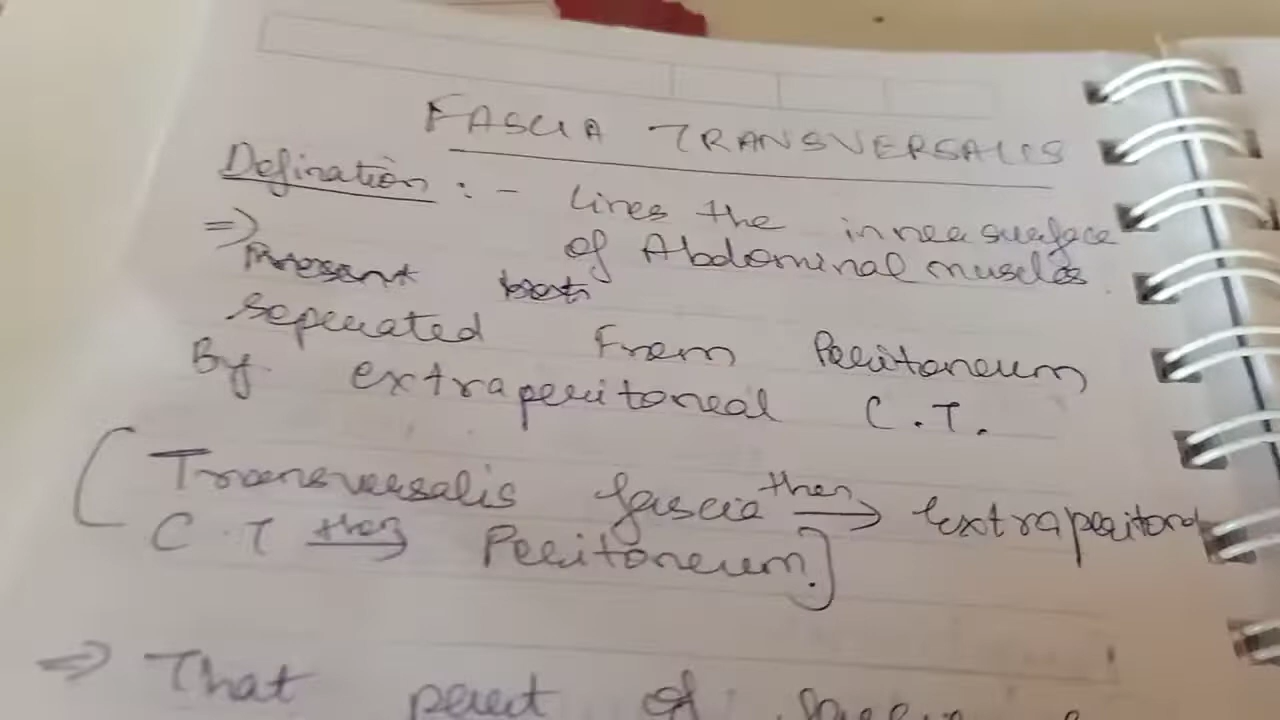 FASCIA TRANSVERSALIS
Defination :- Lines the inner surface
of Abdominal muscles.
⇒ Present bet
seperated From Peritoneum
By extraperitoneal C.T.
[Transversalis fascia then → extraperitoneal
C.T then → Peritoneum.]
⇒ That part of